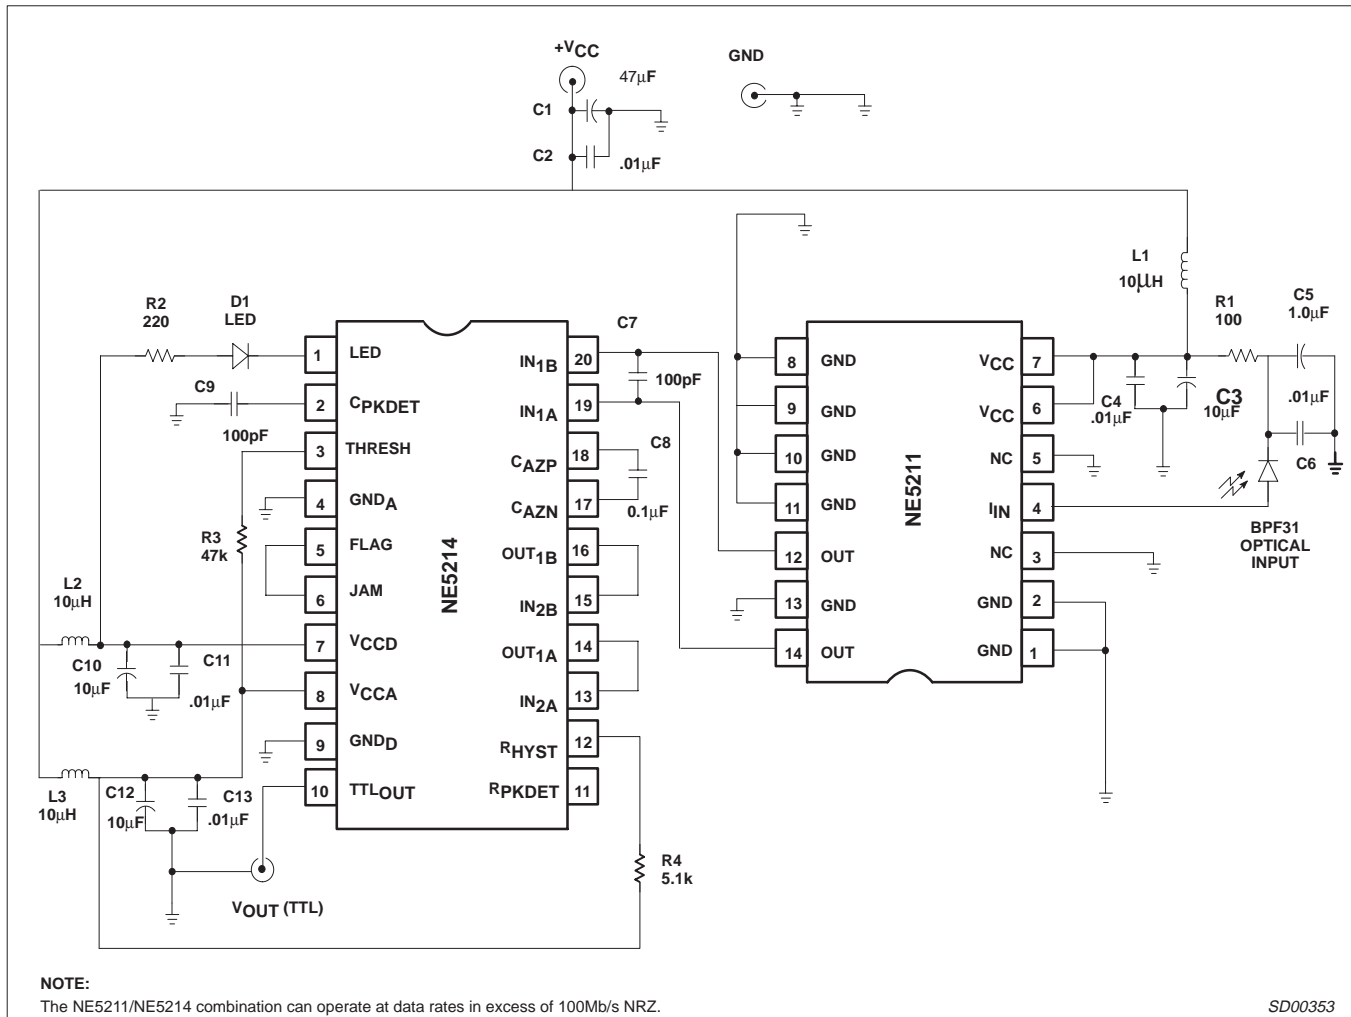 +VCC
GND
47µF
C1
C2
.01µF
L1
10µH
R1
100
C5
1.0µF
R2
220
D1
LED
C7
100pF
C9
100pF
C8
0.1µF
R3
47k
L2
10µH
C10
10µF
C11
.01µF
L3
10µH
C12
10µF
C13
.01µF
VOUT (TTL)
R4
5.1k
NE5214
1 LED
2 CPKDET
3 THRESH
4 GNDA
5 FLAG
6 JAM
7 VCCD
8 VCCA
9 GNDD
10 TTLOUT
IN1B 20
IN1A 19
CAZP 18
CAZN 17
OUT1B 16
IN2B 15
OUT1A 14
IN2A 13
RHYST 12
RPKDET 11
NE5211
8 GND
9 GND
10 GND
11 GND
12 OUT
13 GND
14 OUT
VCC 7
VCC 6
NC 5
IIN 4
NC 3
GND 2
GND 1
C4
.01µF
C3
10µF
.01µF
C6
BPF31
OPTICAL
INPUT
NOTE:
The NE5211/NE5214 combination can operate at data rates in excess of 100Mb/s NRZ.
SD00353